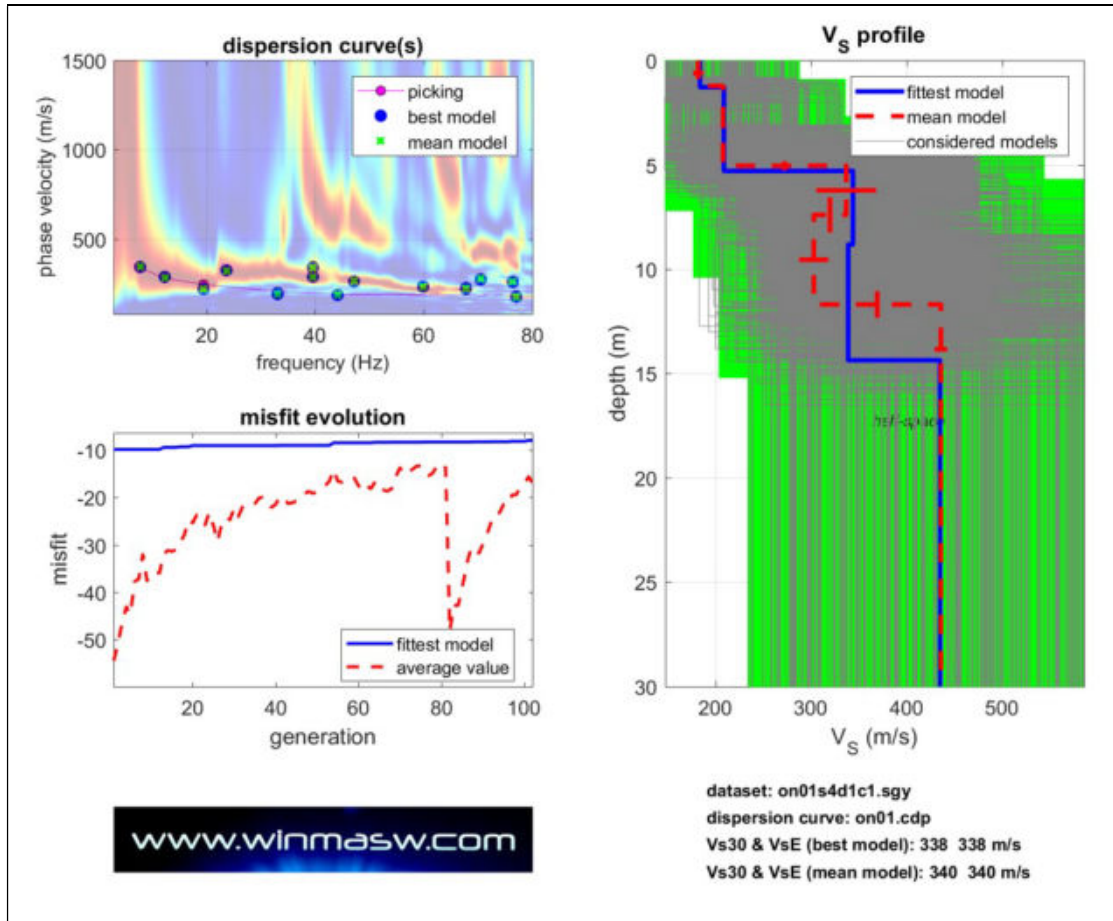 dispersion curve(s)
1500
1000
500
phase velocity (m/s)
picking
best model
mean model
20
40
60
80
frequency (Hz)
misfit evolution
-10
-20
-30
-40
-50
misfit
fittest model
average value
20
40
60
80
100
generation
www.winmasw.com
VS profile
0
5
10
15
20
25
30
depth (m)
fittest model
mean model
considered models
half-space
200
300
400
500
VS (m/s)
dataset: on01s4d1c1.sgy
dispersion curve: on01.cdp
Vs30 & VsE (best model): 338 338 m/s
Vs30 & VsE (mean model): 340 340 m/s